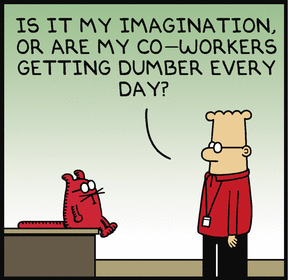 IS IT MY IMAGINATION,
OR ARE MY CO-WORKERS
GETTING DUMBER EVERY
DAY?